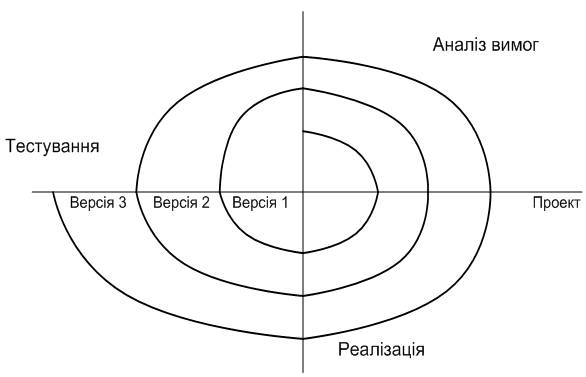 Аналіз вимог
Тестування
Версія 3
Версія 2
Версія 1
Проект
Реалізація